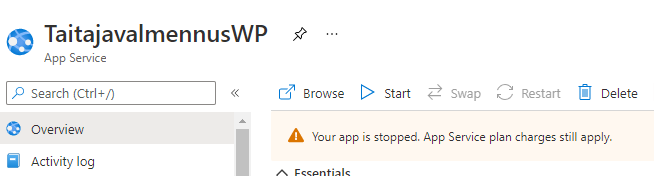 TaitajavalmennusWP
App Service
Search (Ctrl+/)
«
Browse Start Swap Restart Delete
Overview
Your app is stopped. App Service plan charges still apply.
Activity log
Essentials